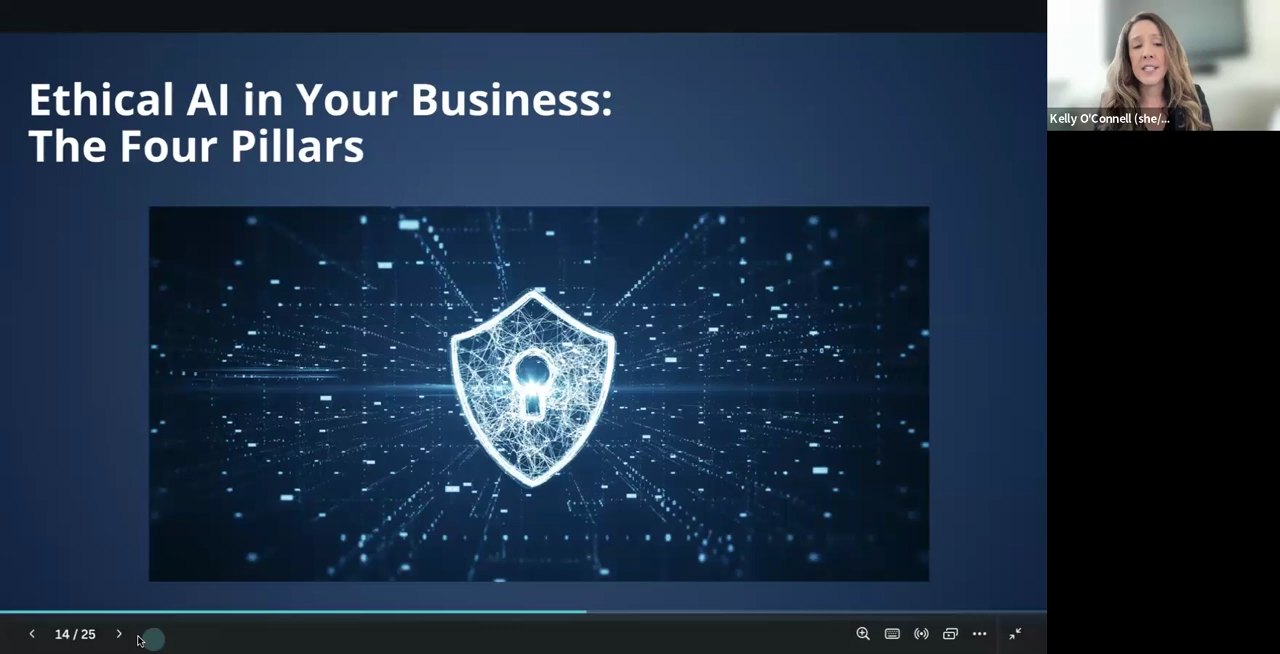 Ethical AI in Your Business:
The Four Pillars
Kelly O'Connell (she/...
14 / 25